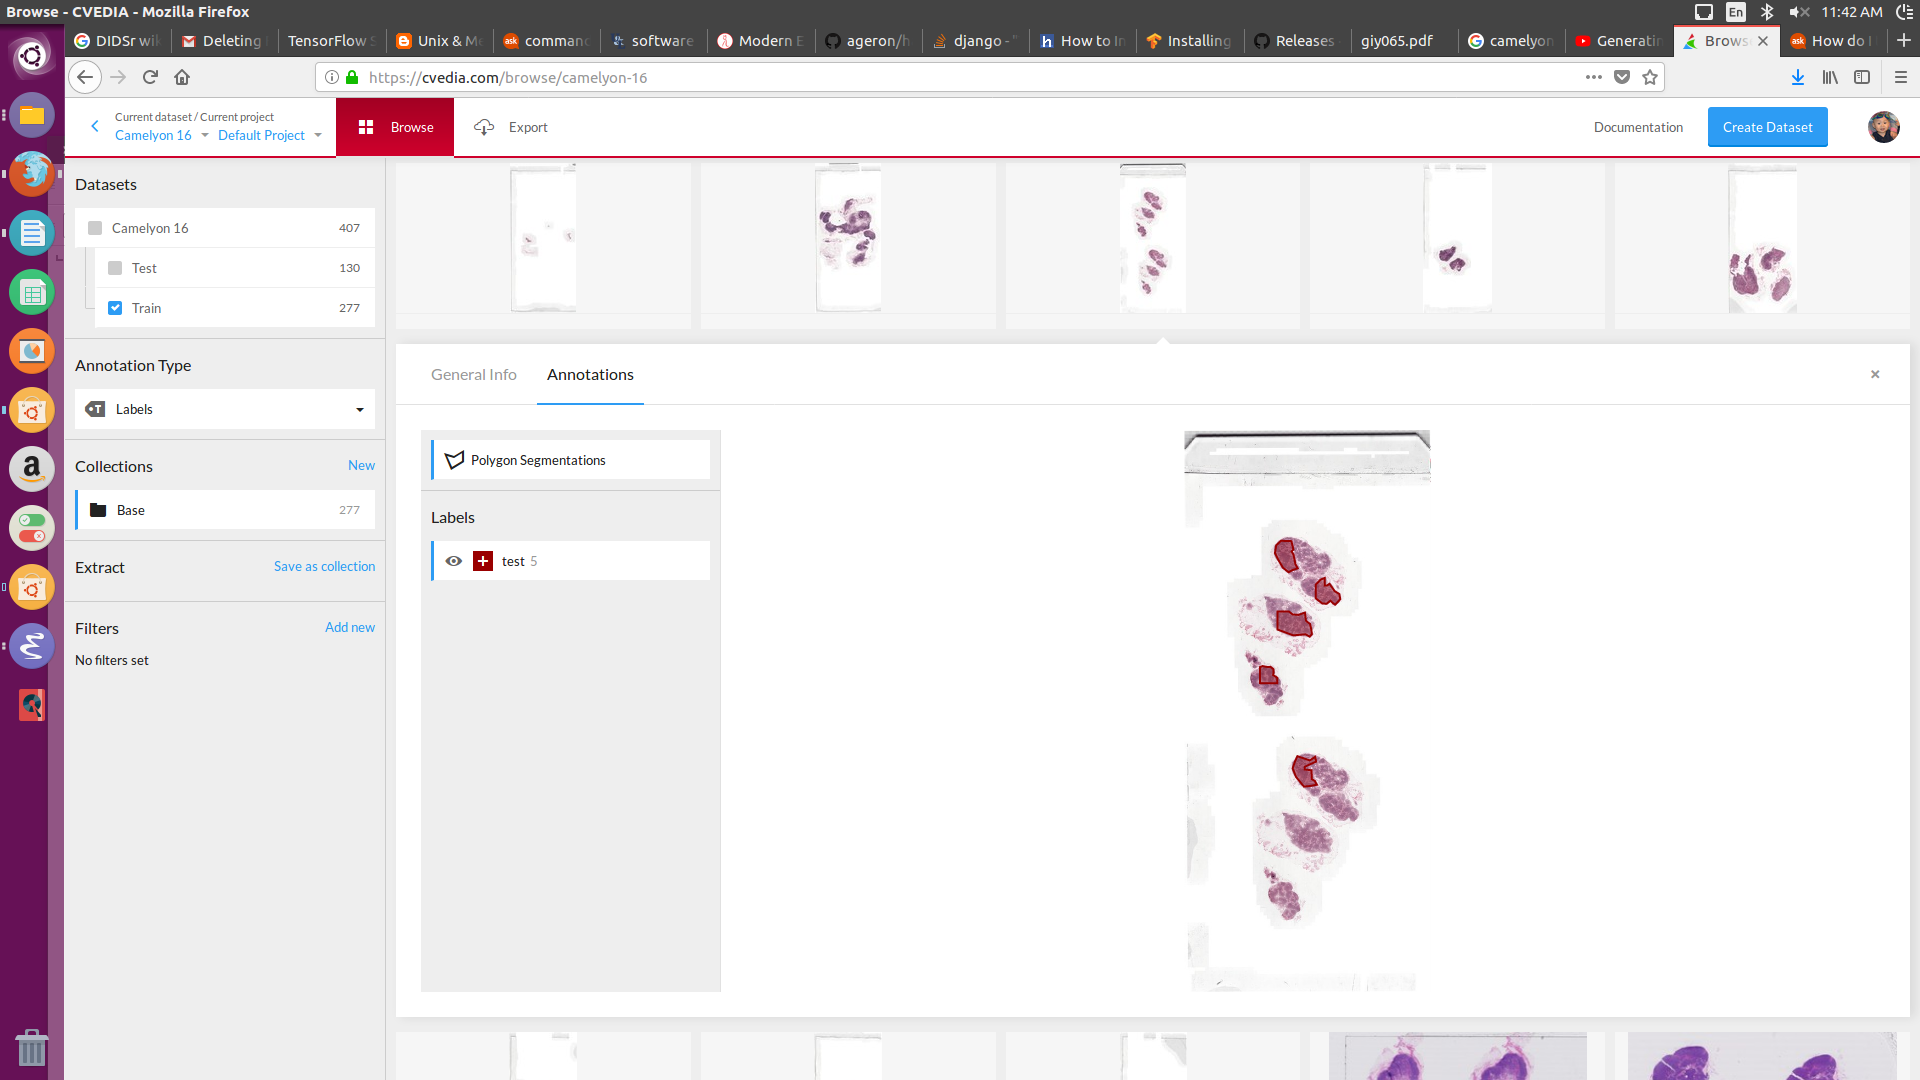 Browse - CVEDIA - Mozilla Firefox
En
11:42 AM
DIDSr wik
Deleting
TensorFlow S
Unix & Me
comman
software
Modern E
ageron/h
django - "
How to In
Installing
Releases
giy065.pdf
camelyon
Generatin
Brows
How do I
https://cvedia.com/browse/camelyon-16
Current dataset / Current project
Camelyon 16
Default Project
Browse
Export
Documentation
Create Dataset
Datasets
Camelyon 16 407
Test 130
Train 277
Annotation Type
T Labels
Collections New
Base 277
Extract Save as collection
Filters Add new
No filters set
General Info
Annotations
×
Polygon Segmentations
Labels
test 5